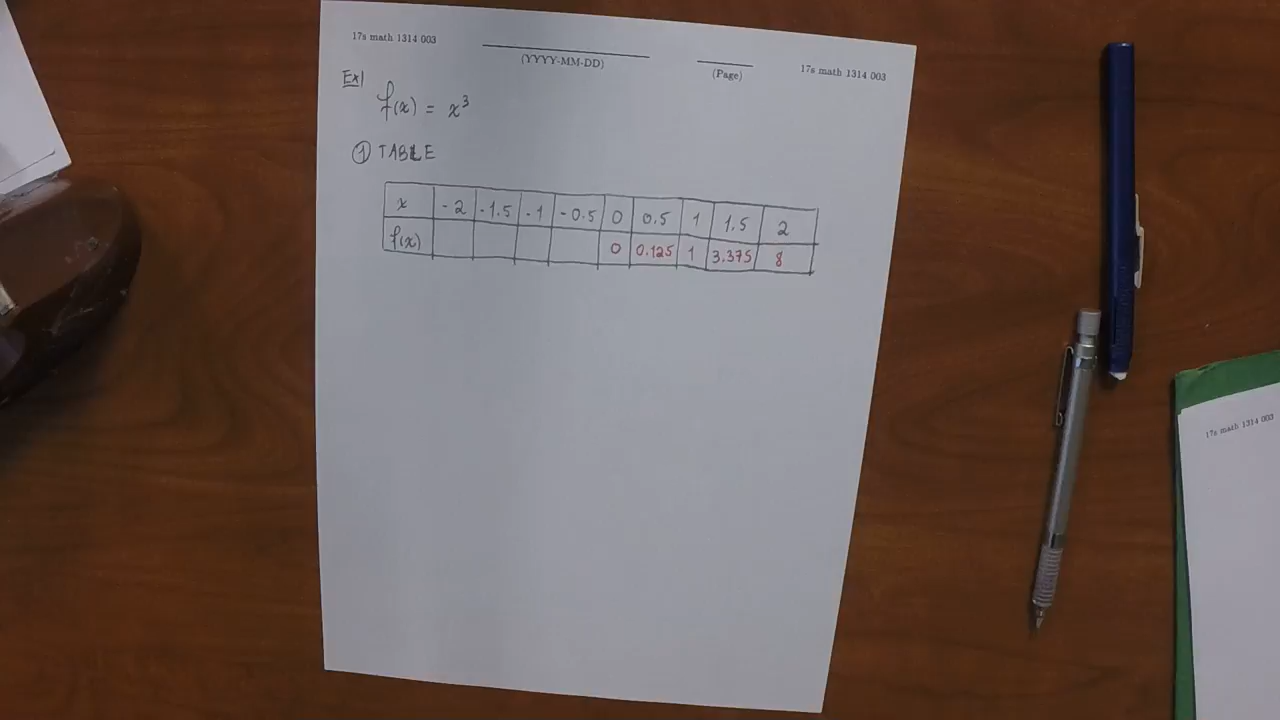 17s math 1314 003 (YYYY-MM-DD) (Page) 17s math 1314 003
Ex1
f(x) = x³
① TABLE
x -2 -1.5 -1 -0.5 0 0.5 1 1.5 2
f(x) 0 0.125 1 3.375 8
17s math 1314 003